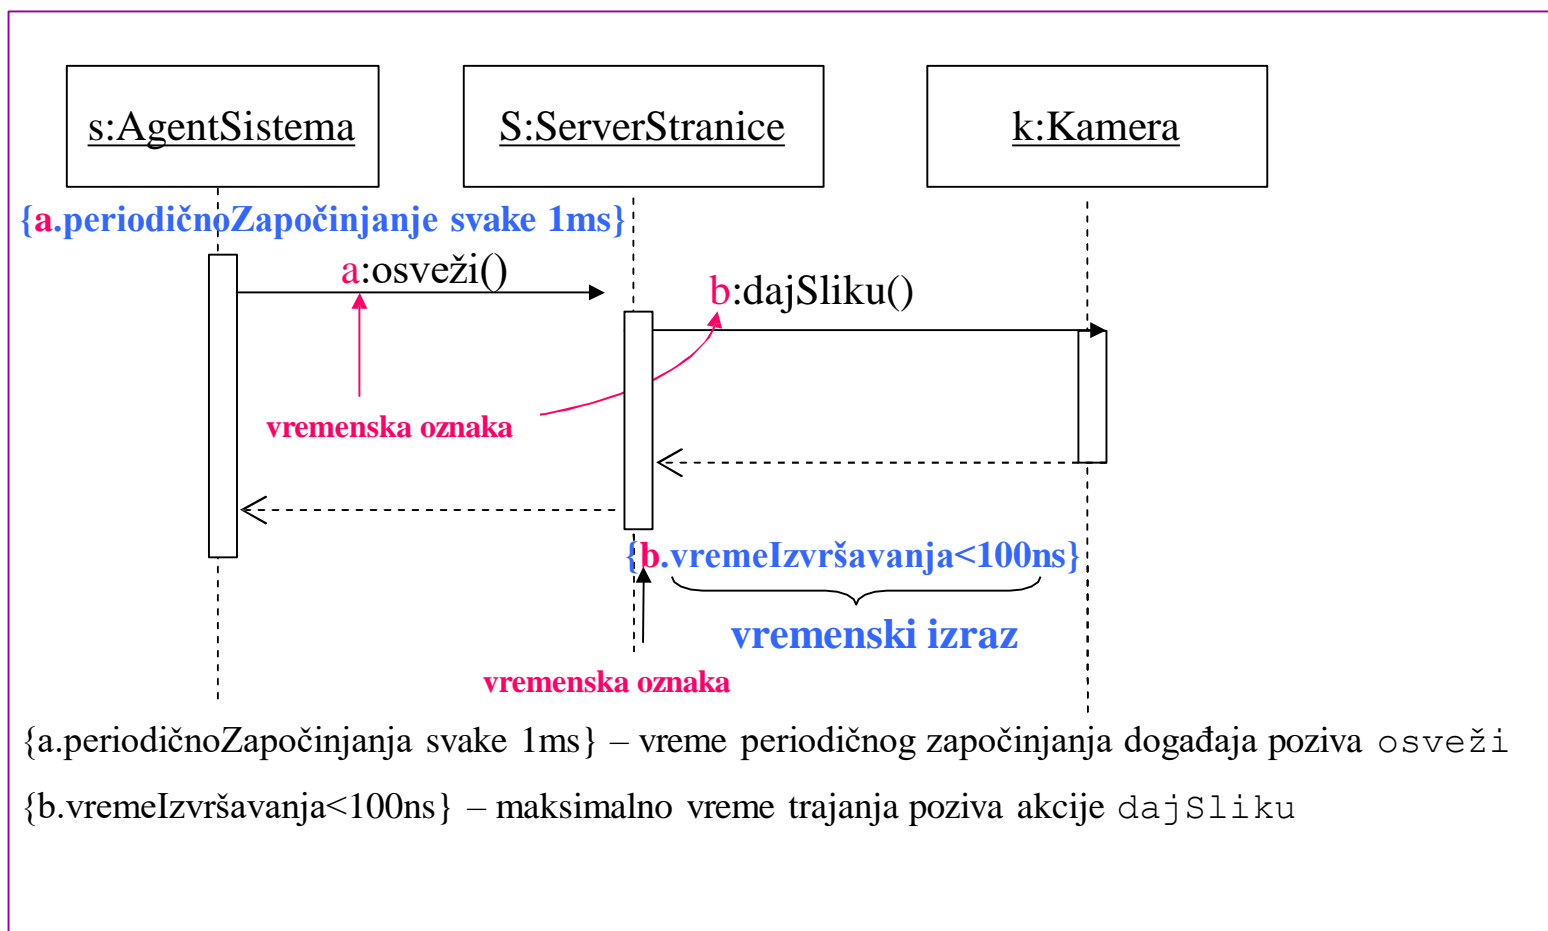 s:AgentSistema
S:ServerStranice
k:Kamera
{a.periodičnoZapočinjanje svake 1ms}
a:osveži()
b:dajSliku()
vremenska oznaka
{b.vremeIzvršavanja<100ns}
vremenski izraz
vremenska oznaka
{a.periodičnoZapočinjanja svake 1ms} – vreme periodičnog započinjanja događaja poziva osveži
{b.vremeIzvršavanja<100ns} – maksimalno vreme trajanja poziva akcije dajSliku